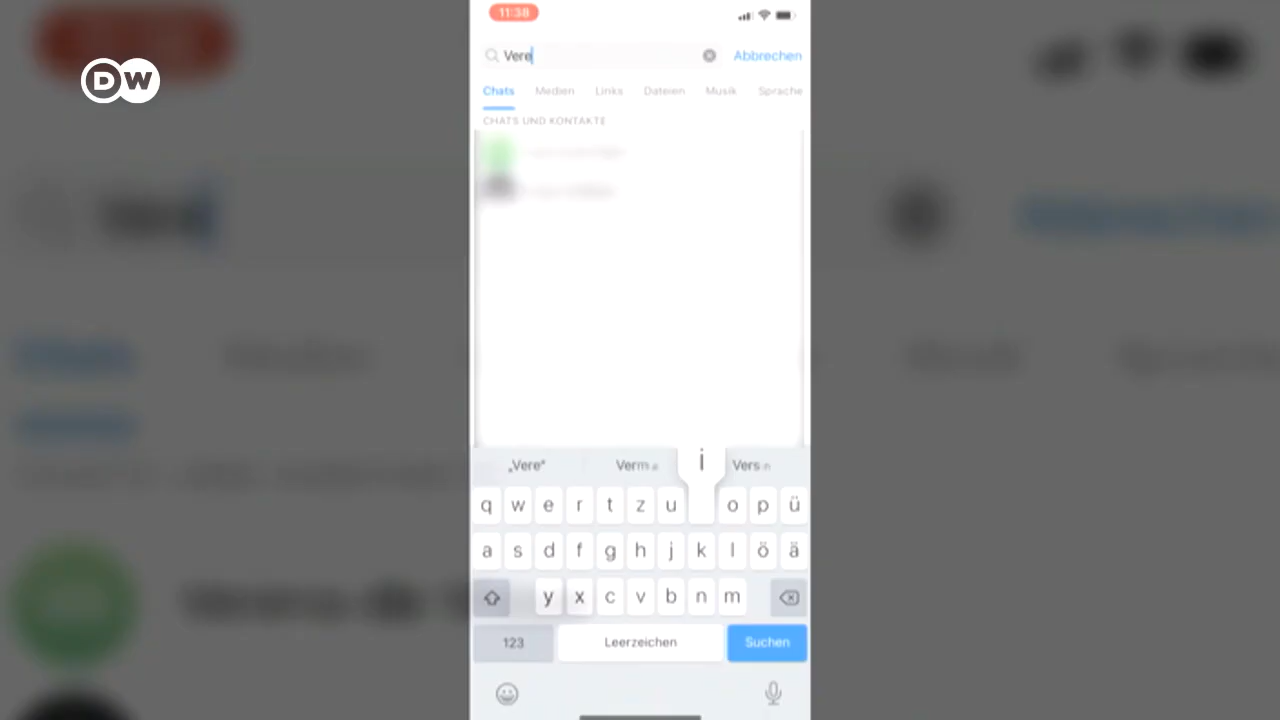 11:38
DW
Vere
Abbrechen
Chats Medien Links Dateien Musik Sprache
CHATS UND KONTAKTE
„Vere“ Verm Vers
i
q w e r t z u o p ü
a s d f g h j k l ö ä
y x c v b n m
123 Leerzeichen Suchen